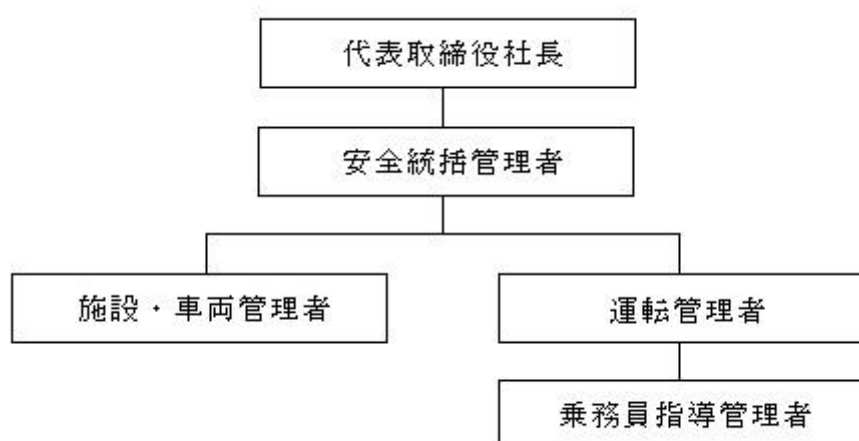 代表取締役社長
安全統括管理者
施設・車両管理者
運転管理者
乗務員指導管理者